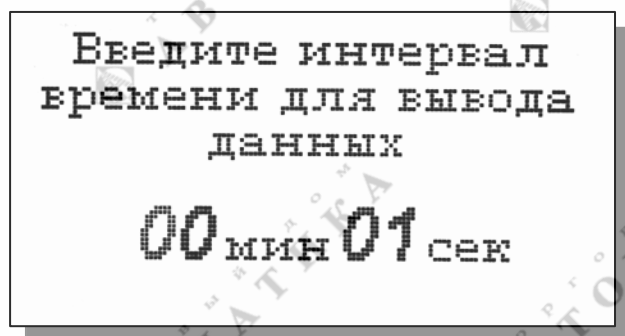 Введите интервал
времени для вывода
данных
00 мин 01 сек